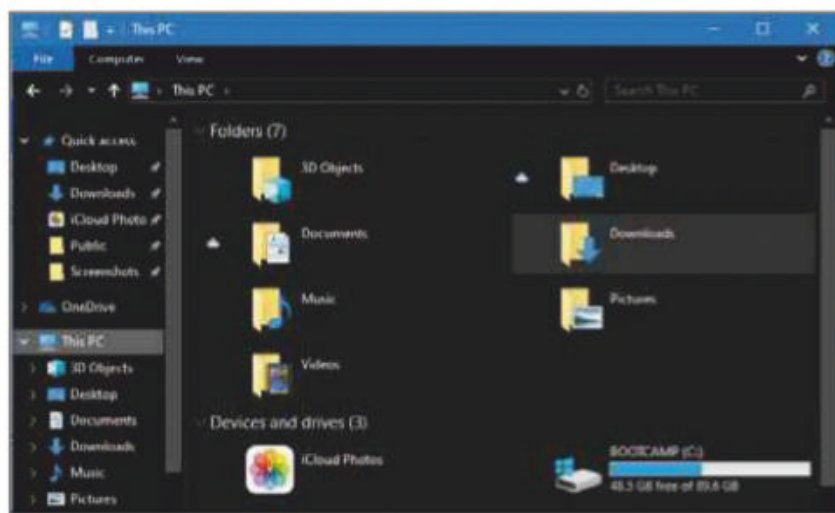 This PC
File Computer View
This PC
Search This PC
Quick access
Desktop
Downloads
iCloud Photo
Public
Screenshots
OneDrive
This PC
3D Objects
Desktop
Documents
Downloads
Music
Pictures
Folders (7)
3D Objects
Desktop
Documents
Downloads
Music
Pictures
Videos
Devices and drives (3)
iCloud Photos
BOOTCAMP (C:)
48.5 GB free of 89.6 GB